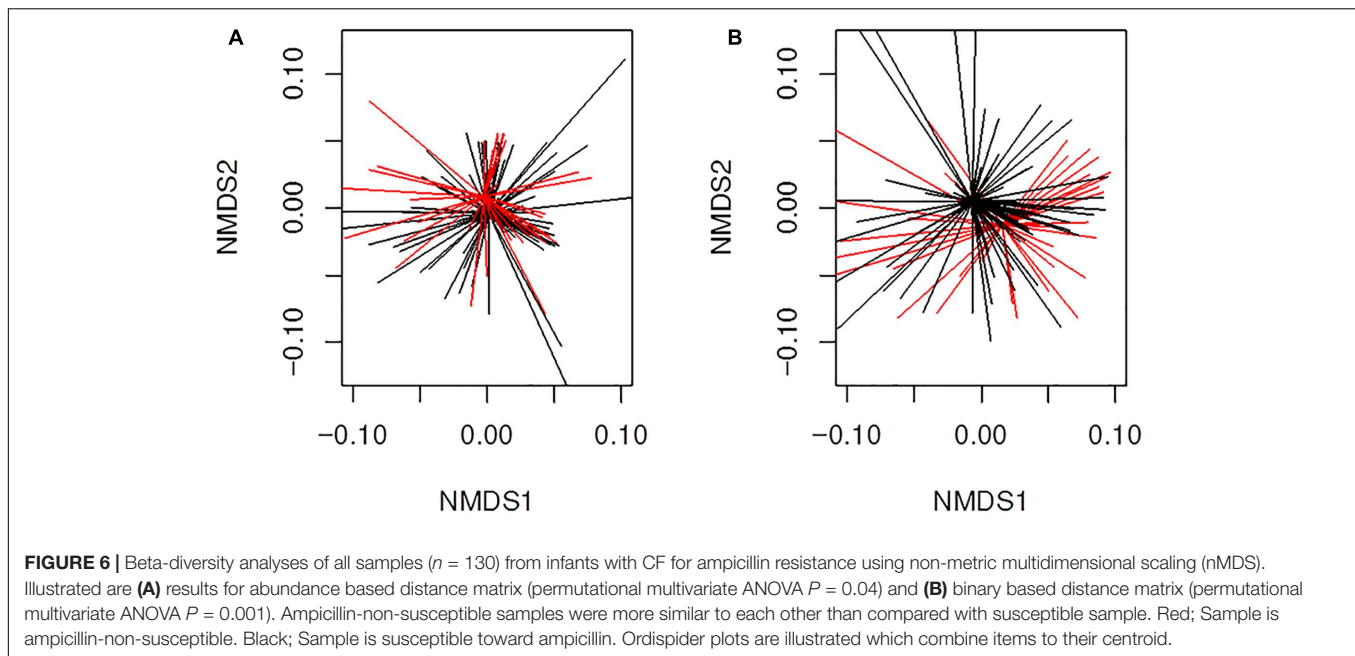 A
B
0.10
0.00
−0.10
NMDS2
−0.10 0.00 0.10
NMDS1
0.10
0.00
−0.10
NMDS2
−0.10 0.00 0.10
NMDS1
FIGURE 6 | Beta-diversity analyses of all samples (n = 130) from infants with CF for ampicillin resistance using non-metric multidimensional scaling (nMDS).
Illustrated are (A) results for abundance based distance matrix (permutational multivariate ANOVA P = 0.04) and (B) binary based distance matrix (permutational
multivariate ANOVA P = 0.001). Ampicillin-non-susceptible samples were more similar to each other than compared with susceptible sample. Red; Sample is
ampicillin-non-susceptible. Black; Sample is susceptible toward ampicillin. Ordispider plots are illustrated which combine items to their centroid.